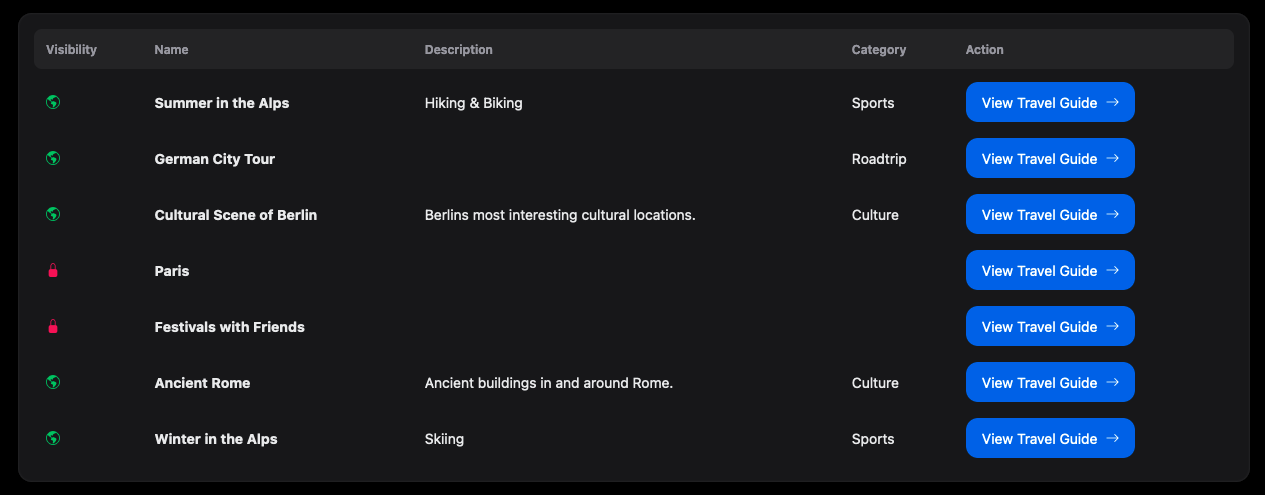 Visibility Name Description Category Action
Summer in the Alps Hiking & Biking Sports View Travel Guide →
German City Tour Roadtrip View Travel Guide →
Cultural Scene of Berlin Berlins most interesting cultural locations. Culture View Travel Guide →
Paris View Travel Guide →
Festivals with Friends View Travel Guide →
Ancient Rome Ancient buildings in and around Rome. Culture View Travel Guide →
Winter in the Alps Skiing Sports View Travel Guide →